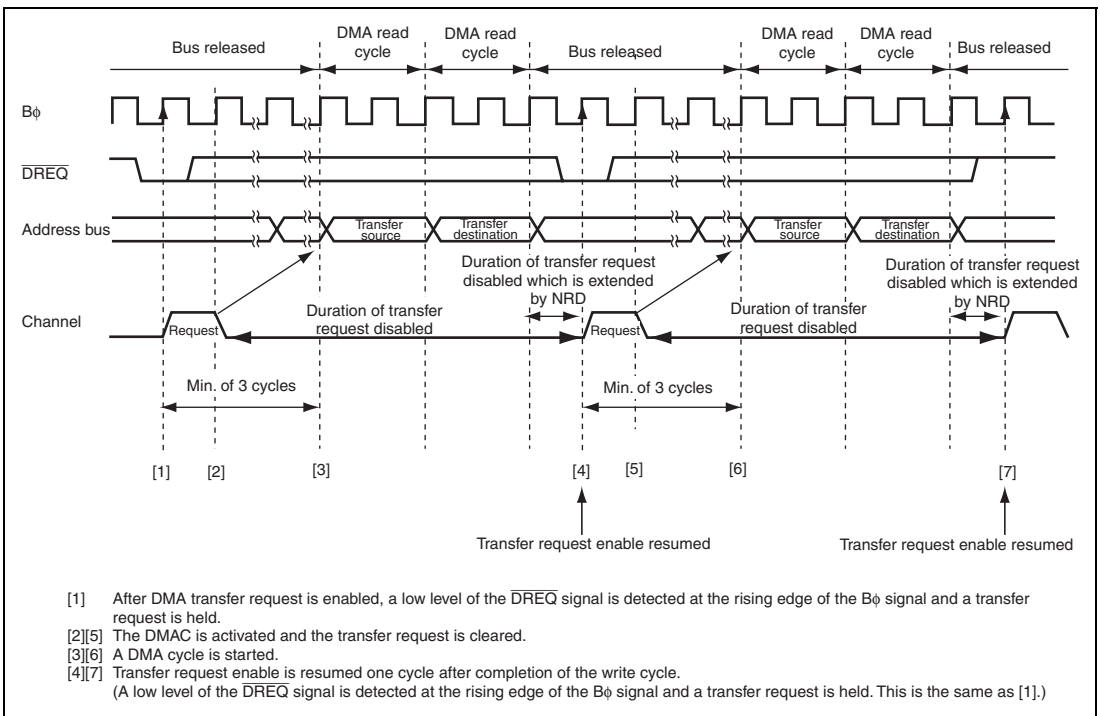 Bus released
DMA read
cycle
DMA read
cycle
Bus released
DMA read
cycle
DMA read
cycle
Bus released
Bφ
DREQ
Address bus
Transfer
source
Transfer
destination
Transfer
source
Transfer
destination
Duration of transfer request
disabled which is extended
by NRD
Duration of transfer request
disabled which is extended
by NRD
Channel
Request
Duration of transfer
request disabled
Request
Duration of transfer
request disabled
Min. of 3 cycles
Min. of 3 cycles
[1] [2] [3] [4] [5] [6] [7]
Transfer request enable resumed
Transfer request enable resumed
[1] After DMA transfer request is enabled, a low level of the DREQ signal is detected at the rising edge of the Bφ signal and a transfer
request is held.
[2][5] The DMAC is activated and the transfer request is cleared.
[3][6] A DMA cycle is started.
[4][7] Transfer request enable is resumed one cycle after completion of the write cycle.
(A low level of the DREQ signal is detected at the rising edge of the Bφ signal and a transfer request is held. This is the same as [1].)